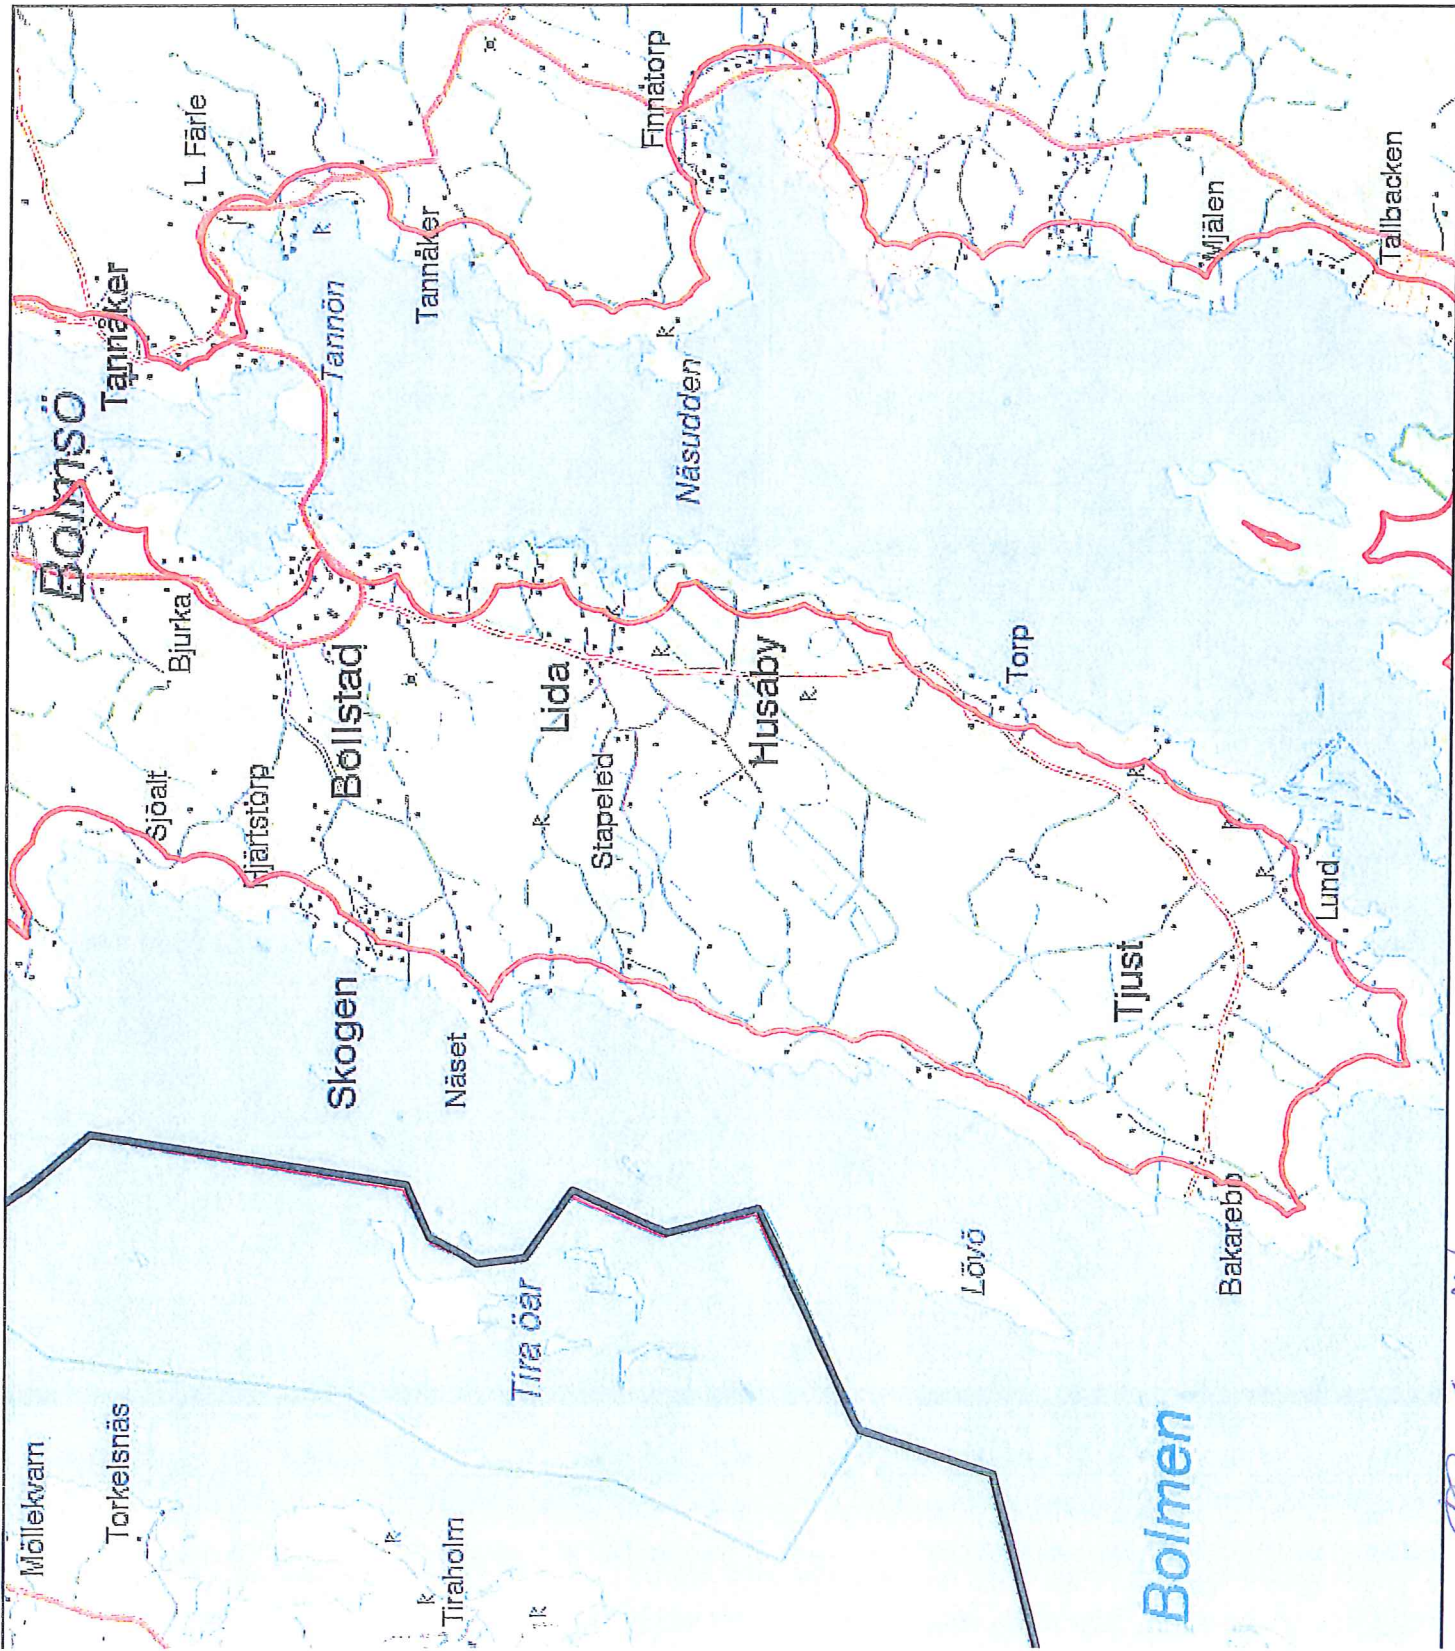 Möllekvarn
Bolmsö
Torkelsnäs
Tannåker
Sjöalt
Bjurka
L. Färle
Hjärtstorp
Tannön
Skogen
Bollstad
Tannåker
Tiraholm
Näset
Tira öar
Lida
Stapeled
Finnatorp
Näsudden
Husaby
Lövö
Torp
Tjust
Bolmen
Mjälen
Bakarebo
Lund
Tallbacken